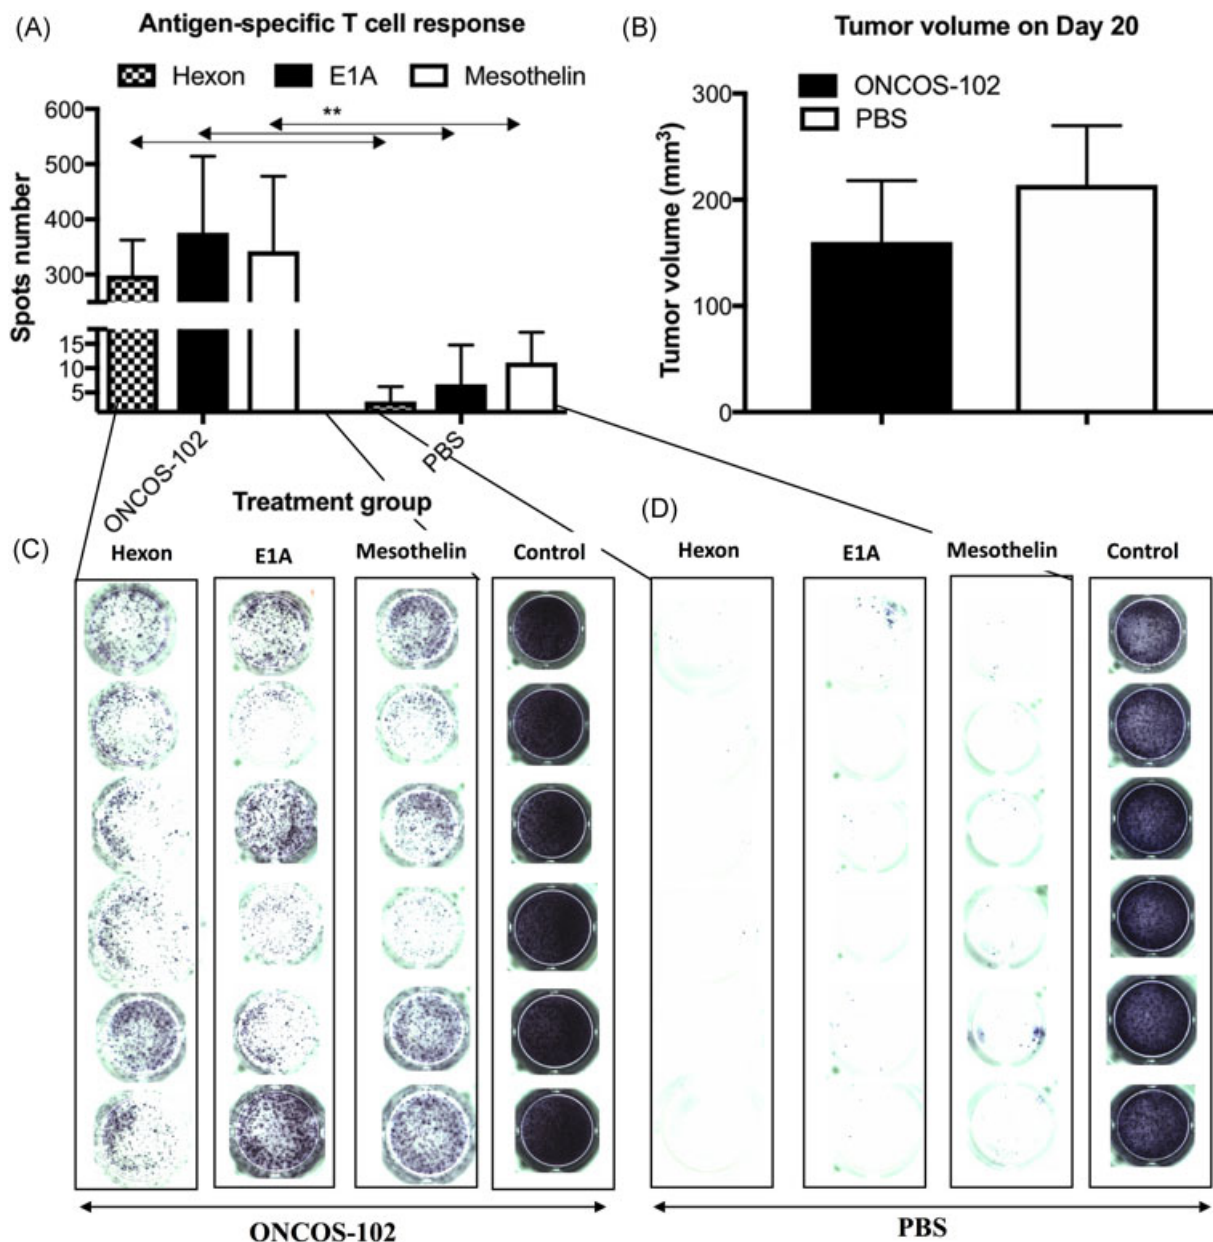 (A) Antigen-specific T cell response
Hexon E1A Mesothelin
600
500
400
300
15
10
5
**
Spots number
ONCOS-102
PBS
Treatment group
(B) Tumor volume on Day 20
ONCOS-102
PBS
300
200
100
0
Tumor volume (mm³)
(C)
Hexon E1A Mesothelin Control
ONCOS-102
(D)
Hexon E1A Mesothelin Control
PBS